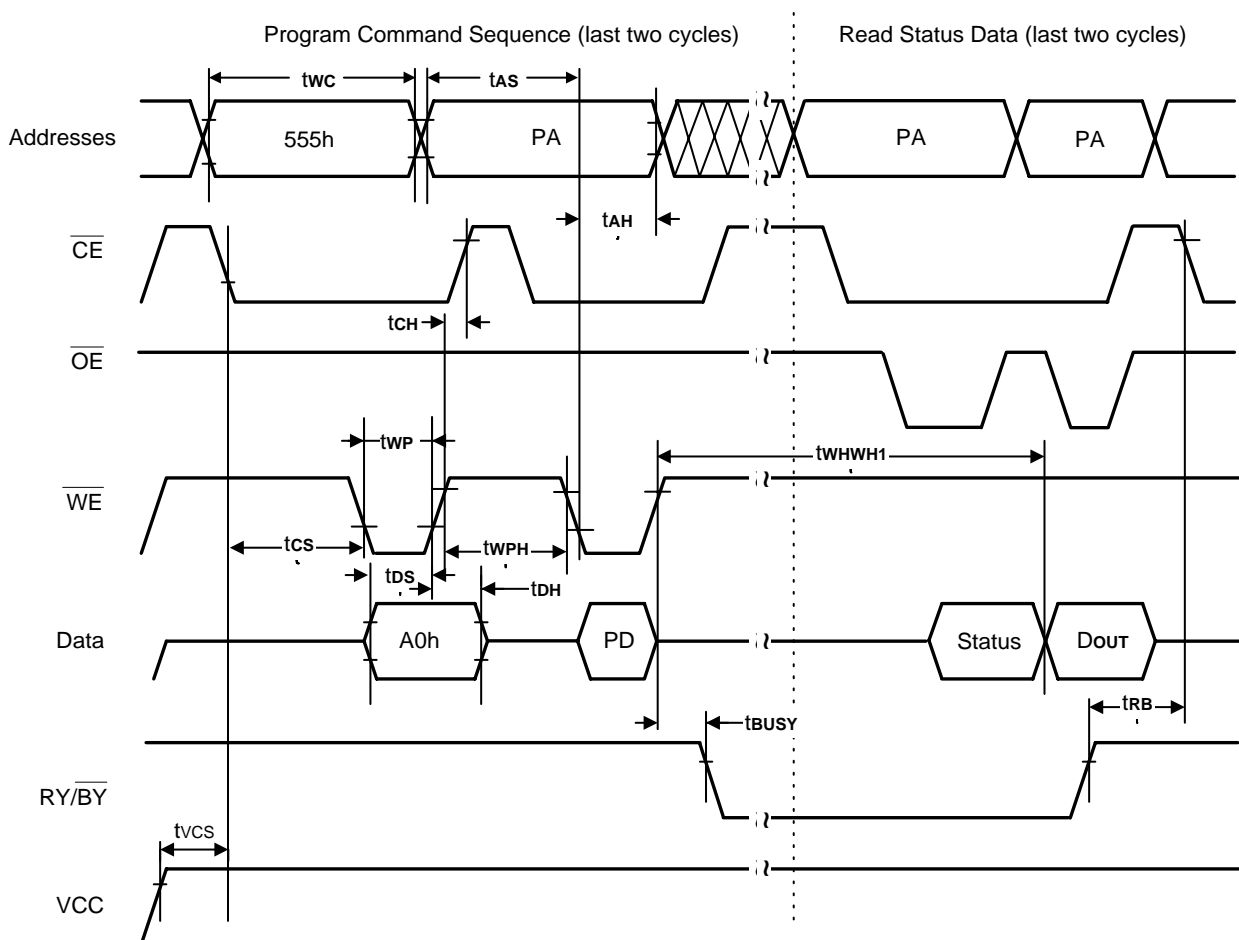 Program Command Sequence (last two cycles)
Read Status Data (last two cycles)
tWC
tAS
Addresses
555h
PA
PA
PA
tAH
CE
tCH
OE
tWP
tWHWH1
WE
tCS
tWPH
tDS
tDH
Data
A0h
PD
Status
DOUT
tRB
tBUSY
RY/BY
tVCS
VCC